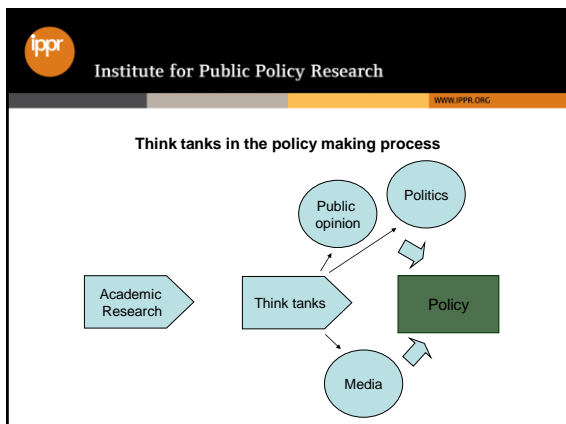 ippr
Institute for Public Policy Research
WWW.IPPR.ORG
Think tanks in the policy making process
Public
opinion
Politics
Academic
Research
Think tanks
Policy
Media